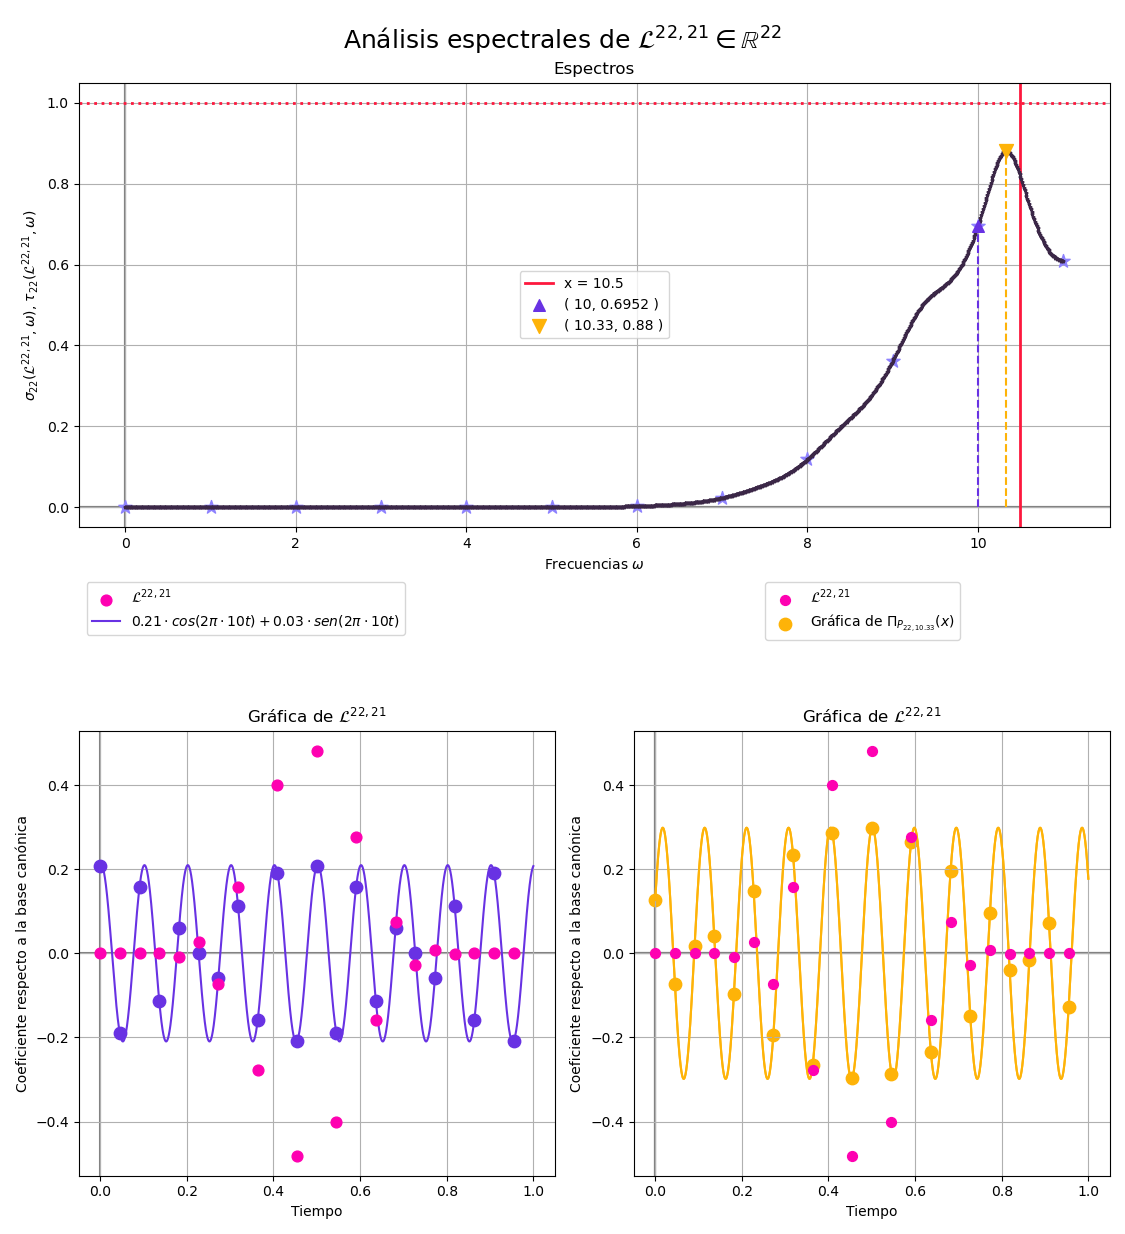 Análisis espectrales de 𝓛^{22,21} ∈ ℝ^{22}
Espectros
1.0
0.8
0.6
0.4
0.2
0.0
σ_{22}(𝓛^{22,21}, ω), τ_{22}(𝓛^{22,21}, ω)
x = 10.5
( 10, 0.6952 )
( 10.33, 0.88 )
0 2 4 6 8 10
Frecuencias ω
𝓛^{22,21}
0.21 · cos(2π · 10t) + 0.03 · sen(2π · 10t)
𝓛^{22,21}
Gráfica de Π_{P_{22,10.33}}(x)
Gráfica de 𝓛^{22,21}
0.4
0.2
0.0
−0.2
−0.4
Coeficiente respecto a la base canónica
0.0 0.2 0.4 0.6 0.8 1.0
Tiempo
Gráfica de 𝓛^{22,21}
0.4
0.2
0.0
−0.2
−0.4
Coeficiente respecto a la base canónica
0.0 0.2 0.4 0.6 0.8 1.0
Tiempo